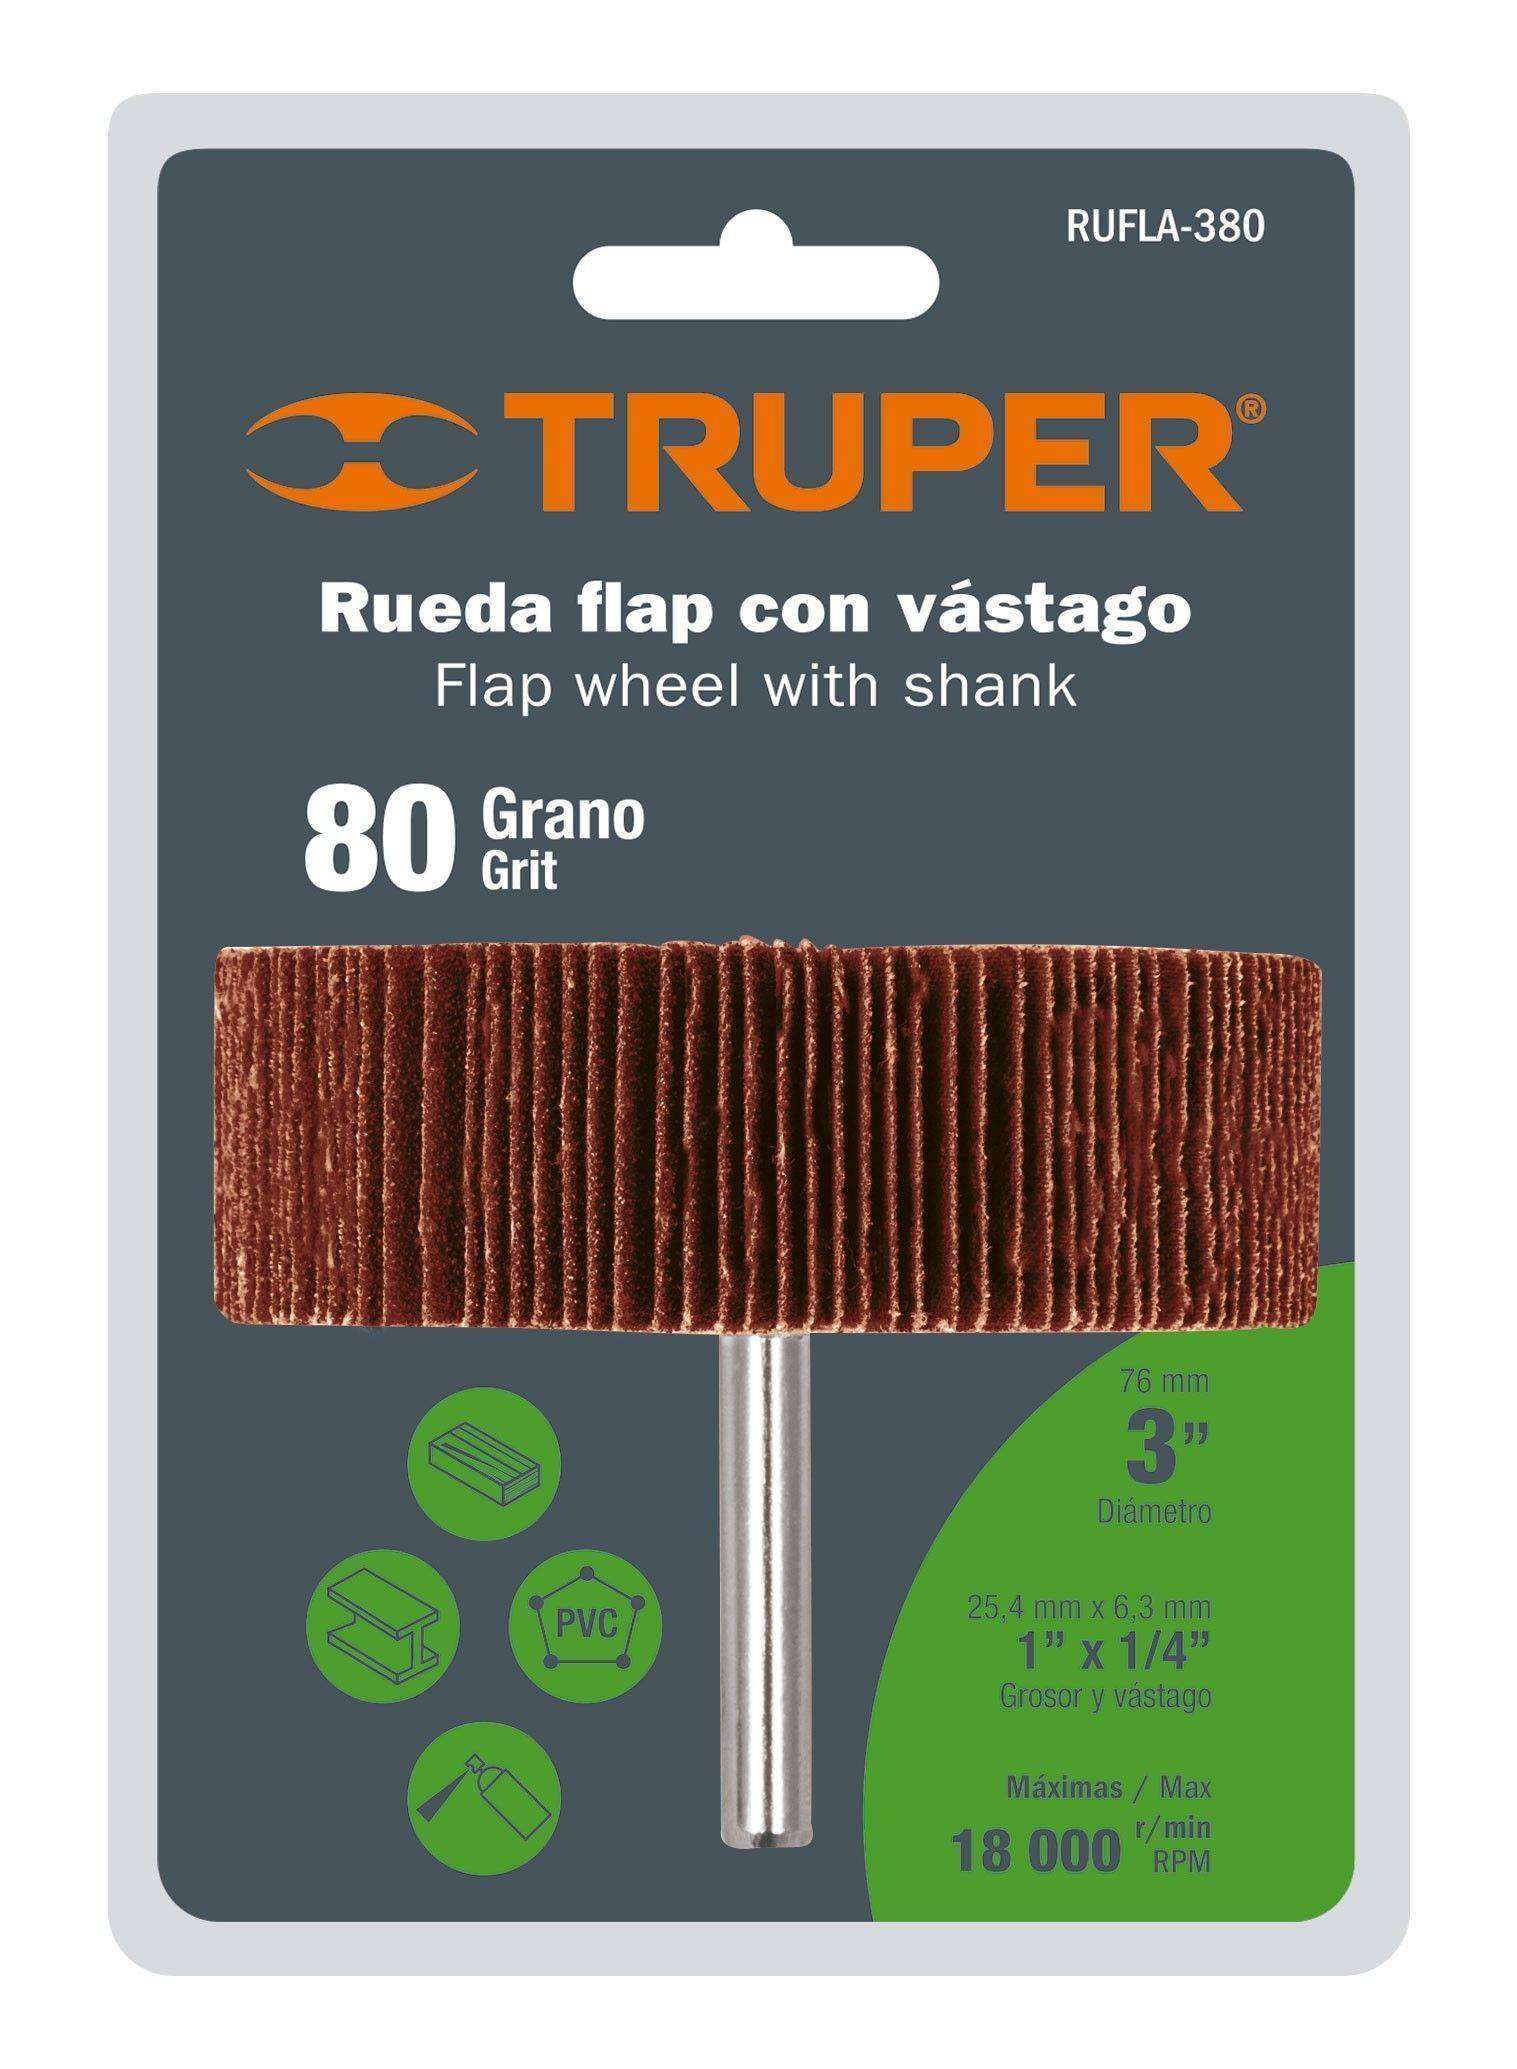 RUFLA-380
TRUPER®
Rueda flap con vástago
Flap wheel with shank
80 Grano
Grit
76 mm
3”
Diámetro
PVC
25,4 mm x 6,3 mm
1” x 1/4”
Grosor y vástago
Máximas / Max
18 000 r/min
RPM